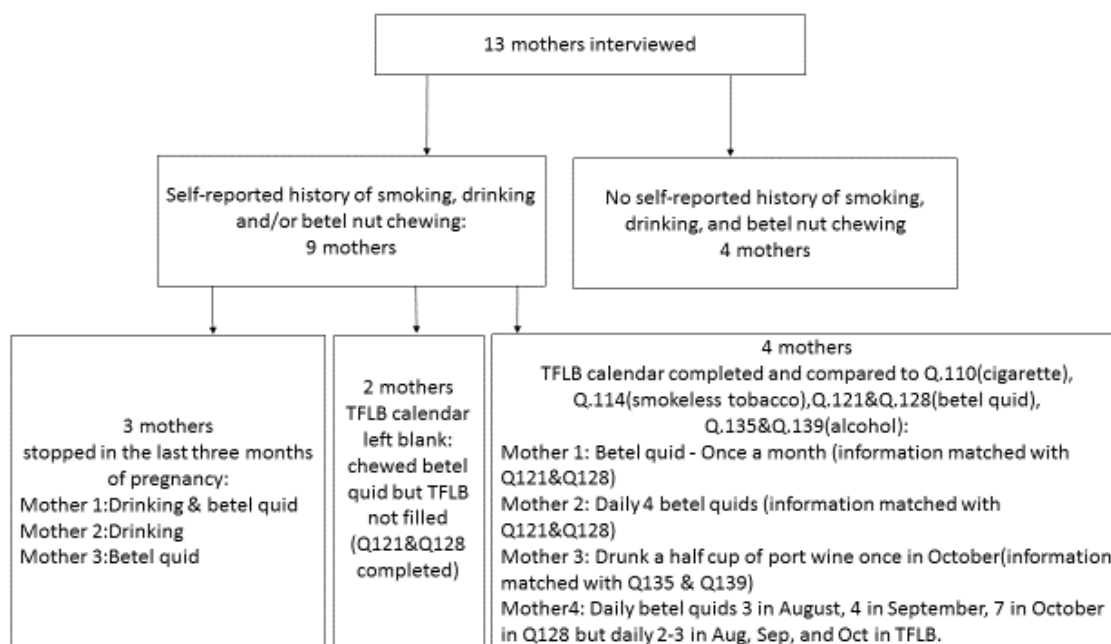 13 mothers interviewed
Self-reported history of smoking, drinking
and/or betel nut chewing:
9 mothers
No self-reported history of smoking,
drinking, and betel nut chewing
4 mothers
3 mothers
stopped in the last three months
of pregnancy:
Mother 1:Drinking & betel quid
Mother 2:Drinking
Mother 3:Betel quid
2 mothers
TFLB calendar
left blank:
chewed betel
quid but TFLB
not filled
(Q121&Q128
completed)
4 mothers
TFLB calendar completed and compared to Q.110(cigarette),
Q.114(smokeless tobacco),Q.121&Q.128(betel quid),
Q.135&Q.139(alcohol):
Mother 1: Betel quid - Once a month (information matched with
Q121&Q128)
Mother 2: Daily 4 betel quids (information matched with
Q121&Q128)
Mother 3: Drunk a half cup of port wine once in October(information
matched with Q135 & Q139)
Mother4: Daily betel quids 3 in August, 4 in September, 7 in October
in Q128 but daily 2-3 in Aug, Sep, and Oct in TFLB.